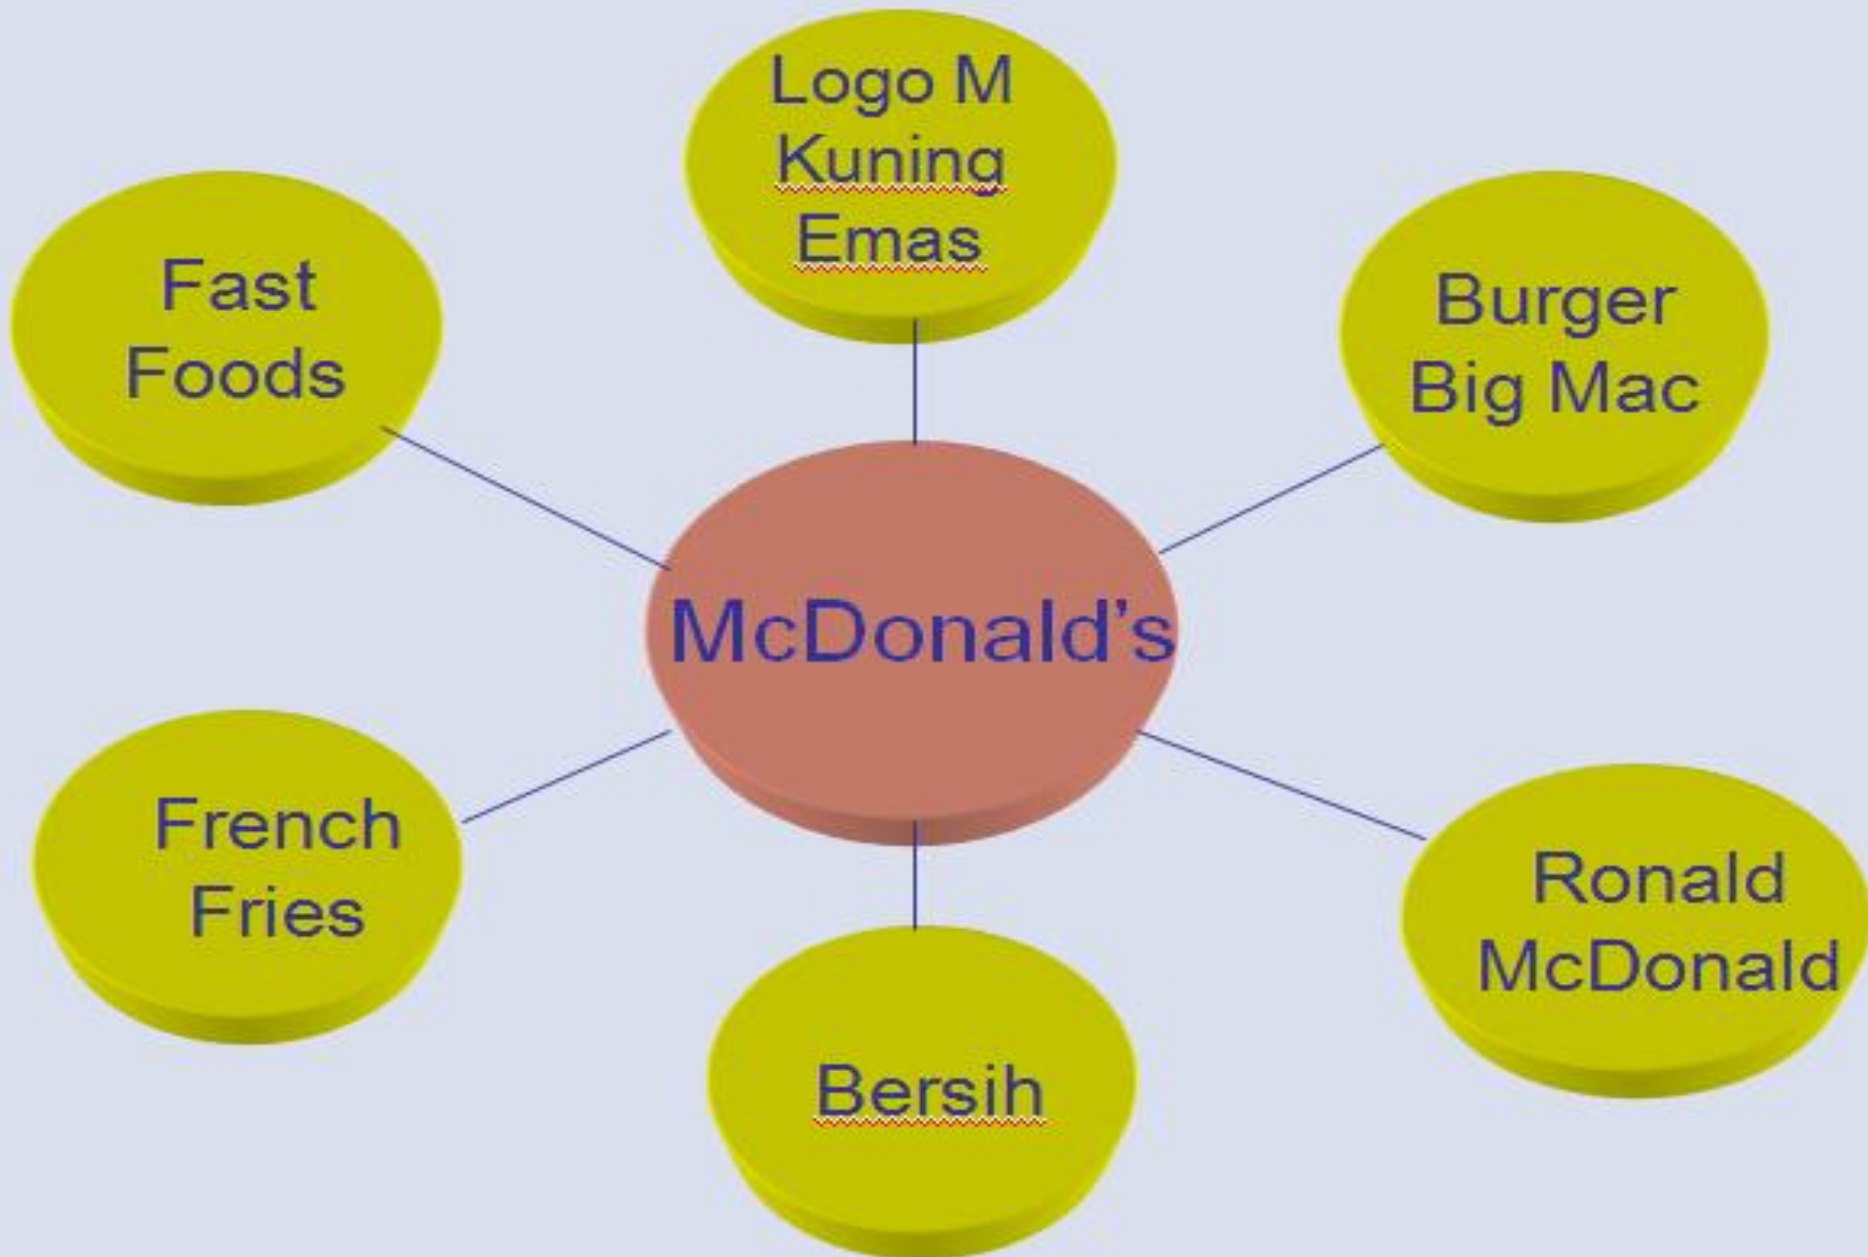 Logo M
Kuning
Emas
Fast
Foods
Burger
Big Mac
McDonald's
French
Fries
Ronald
McDonald
Bersih